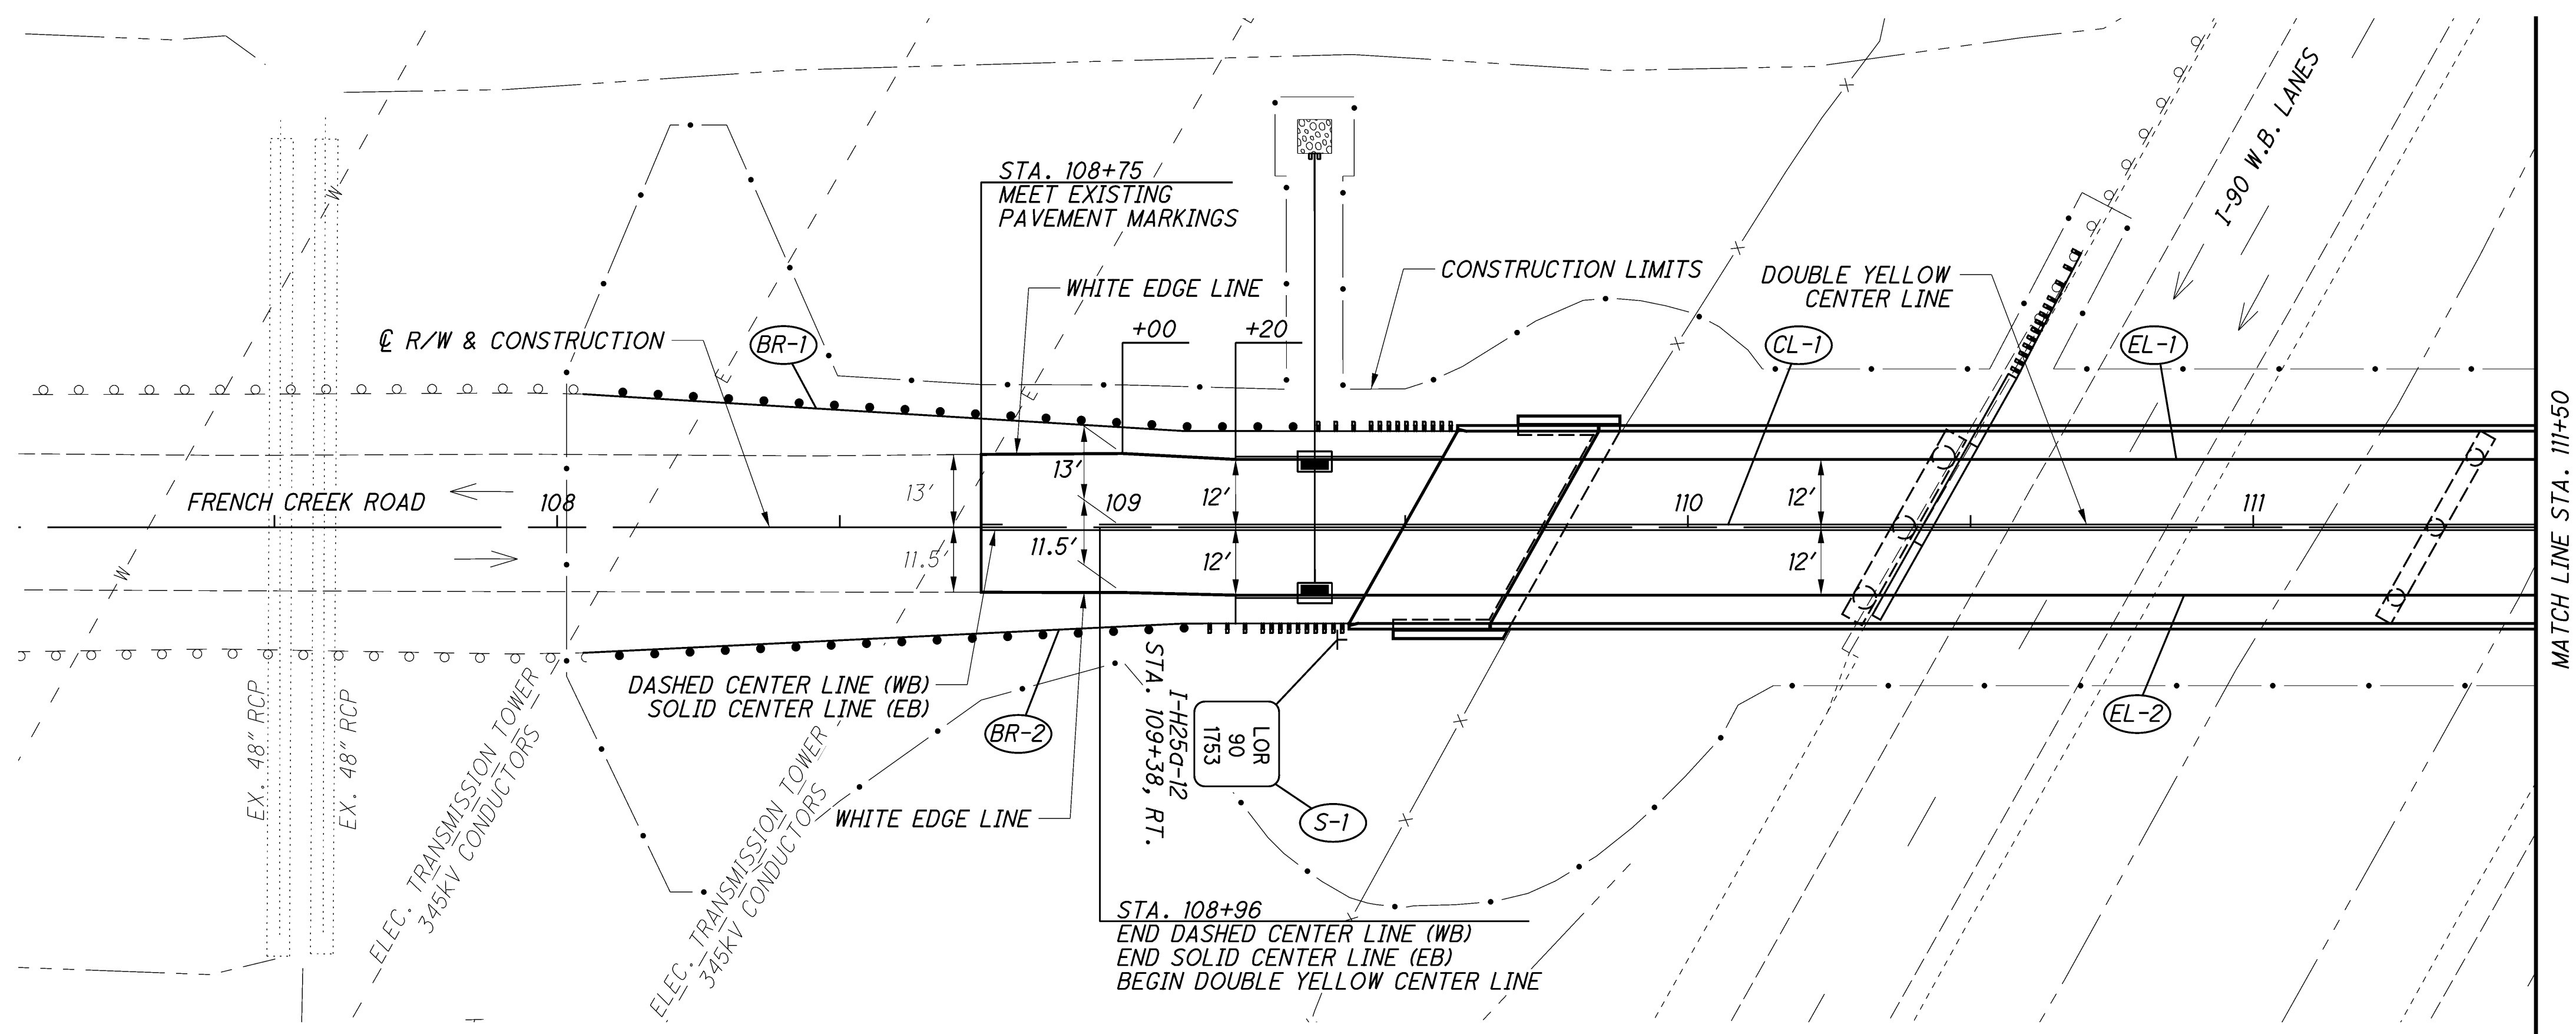 STA. 108+75
MEET EXISTING
PAVEMENT MARKINGS
WHITE EDGE LINE
CONSTRUCTION LIMITS
DOUBLE YELLOW
CENTER LINE
I-90 W.B. LANES
℄ R/W & CONSTRUCTION
BR-1
+00
+20
CL-1
EL-1
W
E
E
X
X
X
X
FRENCH CREEK ROAD
108
109
110
111
13'
13'
12'
12'
11.5'
11.5'
12'
12'
W
MATCH LINE STA. 111+50
DASHED CENTER LINE (WB)
SOLID CENTER LINE (EB)
BR-2
EL-2
WHITE EDGE LINE
EX. 48" RCP
EX. 48" RCP
ELEC. TRANSMISSION TOWER
345KV CONDUCTORS
ELEC. TRANSMISSION TOWER
345KV CONDUCTORS
I-H25a-12
STA. 109+38, RT.
LOR
90
1753
S-1
X
X
X
STA. 108+96
END DASHED CENTER LINE (WB)
END SOLID CENTER LINE (EB)
BEGIN DOUBLE YELLOW CENTER LINE